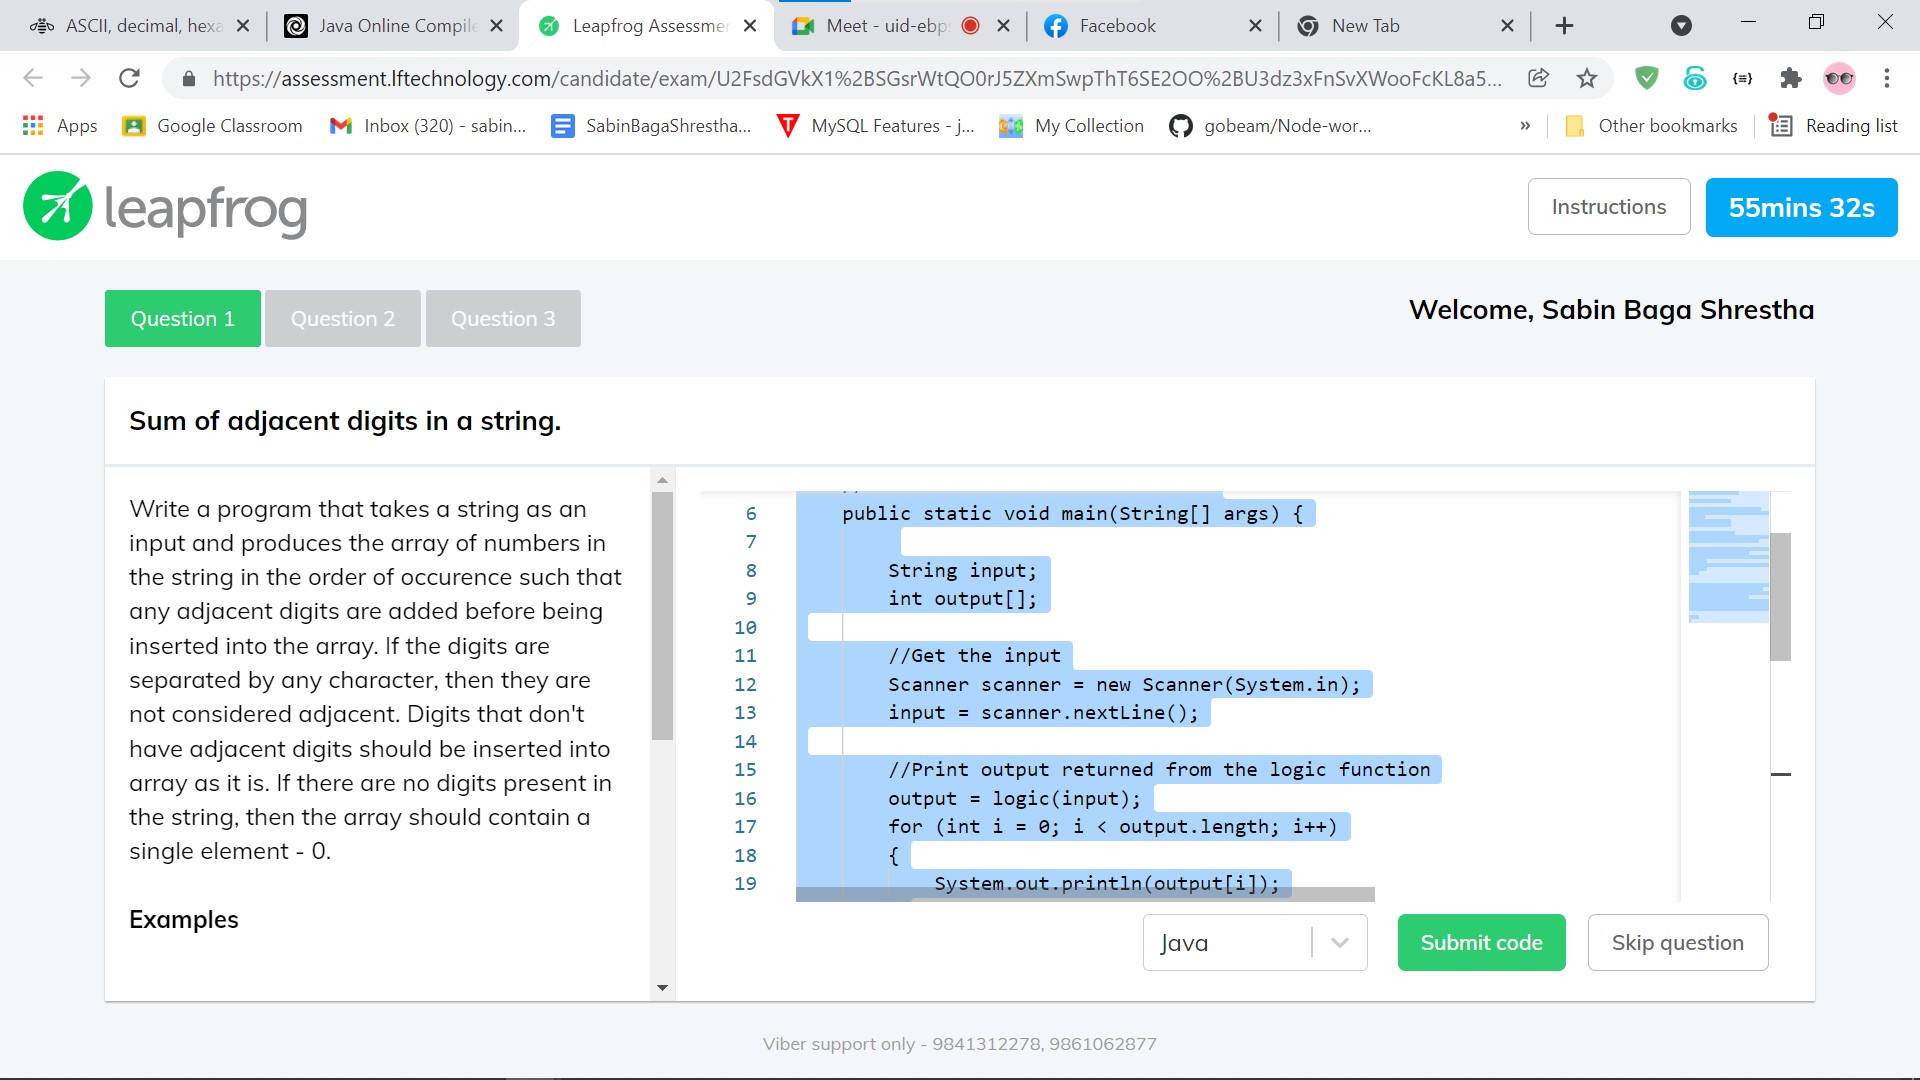 ASCII, decimal, hexa
Java Online Compile
Leapfrog Assessmen
Meet - uid-ebp
Facebook
New Tab
https://assessment.lftechnology.com/candidate/exam/U2FsdGVkX1%2BSGsrWtQO0rJ5ZXmSwpThT6SE2OO%2BU3dz3xFnSvXWooFcKL8a5...
Apps
Google Classroom
Inbox (320) - sabin...
SabinBagaShrestha...
MySQL Features - j...
My Collection
gobeam/Node-wor...
»
Other bookmarks
Reading list
leapfrog
Instructions
55mins 32s
Question 1
Question 2
Question 3
Welcome, Sabin Baga Shrestha
Sum of adjacent digits in a string.
Write a program that takes a string as an
input and produces the array of numbers in
the string in the order of occurence such that
any adjacent digits are added before being
inserted into the array. If the digits are
separated by any character, then they are
not considered adjacent. Digits that don't
have adjacent digits should be inserted into
array as it is. If there are no digits present in
the string, then the array should contain a
single element - 0.
Examples
6 public static void main(String[] args) {
7
8 String input;
9 int output[];
10
11 //Get the input
12 Scanner scanner = new Scanner(System.in);
13 input = scanner.nextLine();
14
15 //Print output returned from the logic function
16 output = logic(input);
17 for (int i = 0; i < output.length; i++)
18 {
19 System.out.println(output[i]);
Java
Submit code
Skip question
Viber support only - 9841312278, 9861062877